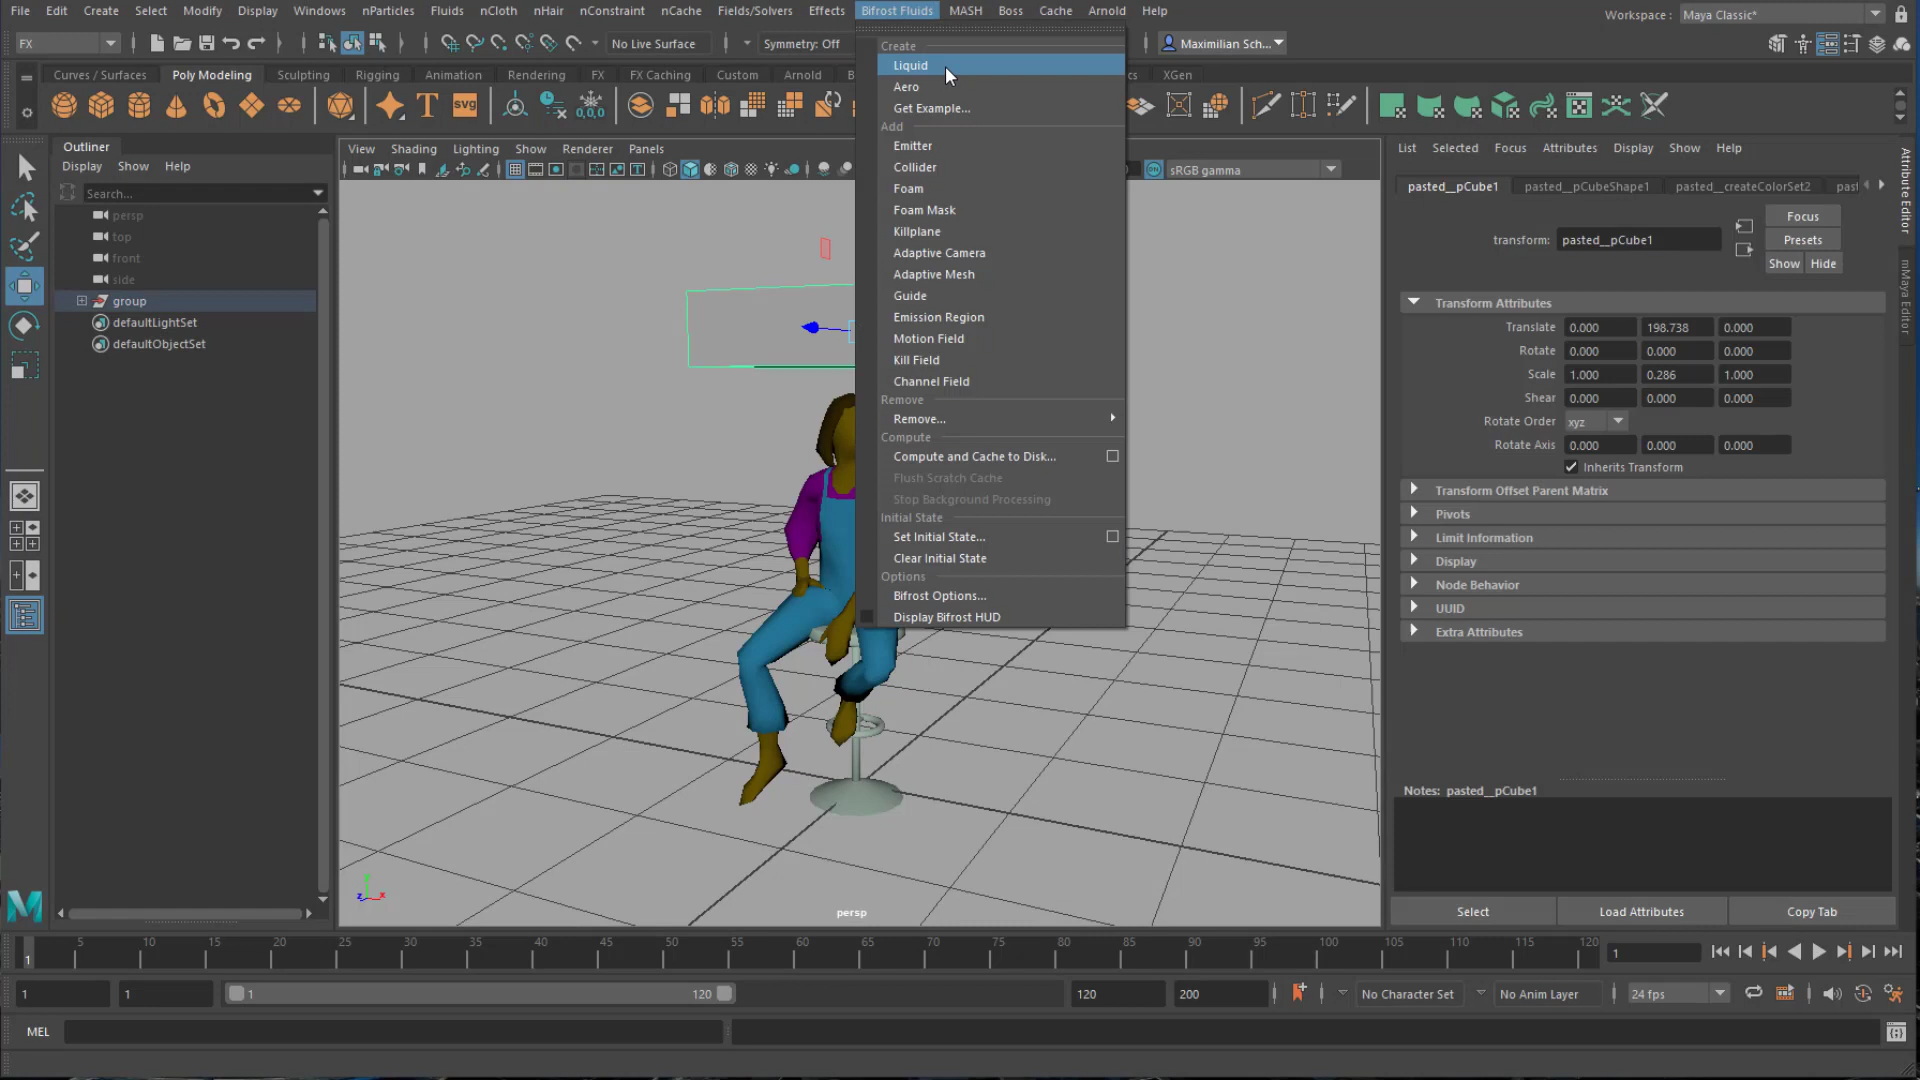 File Edit Create Select Modify Display Windows nParticles Fluids nCloth nHair nConstraint nCache Fields/Solvers Effects Bifrost Fluids MASH Boss Cache Arnold Help
Workspace : Maya Classic*
FX No Live Surface Symmetry: Off Maximilian Sch...
Curves / Surfaces Poly Modeling Sculpting Rigging Animation Rendering FX FX Caching Custom Arnold B cs XGen
T svg 0,0,0
Create
Liquid
Aero
Get Example...
Add
Emitter
Collider
Foam
Foam Mask
Killplane
Adaptive Camera
Adaptive Mesh
Guide
Emission Region
Motion Field
Kill Field
Channel Field
Remove
Remove...
Compute
Compute and Cache to Disk...
Flush Scratch Cache
Stop Background Processing
Initial State
Set Initial State...
Clear Initial State
Options
Bifrost Options...
Display Bifrost HUD
Outliner
Display Show Help
Search...
persp
top
front
side
group
defaultLightSet
defaultObjectSet
View Shading Lighting Show Renderer Panels
sRGB gamma
persp
z x
List Selected Focus Attributes Display Show Help
pasted__pCube1 pasted__pCubeShape1 pasted__createColorSet2 past
Focus
transform: pasted__pCube1
Presets
Show Hide
Transform Attributes
Translate 0.000 198.738 0.000
Rotate 0.000 0.000 0.000
Scale 1.000 0.286 1.000
Shear 0.000 0.000 0.000
Rotate Order xyz
Rotate Axis 0.000 0.000 0.000
Inherits Transform
Transform Offset Parent Matrix
Pivots
Limit Information
Display
Node Behavior
UUID
Extra Attributes
Notes: pasted__pCube1
Select Load Attributes Copy Tab
Attribute Editor
mMaya Editor
1 5 10 15 20 25 30 35 40 45 50 55 60 65 70 75 80 85 90 95 100 105 110 115 120 1
1 1 1 120 120 200 No Character Set No Anim Layer 24 fps
MEL